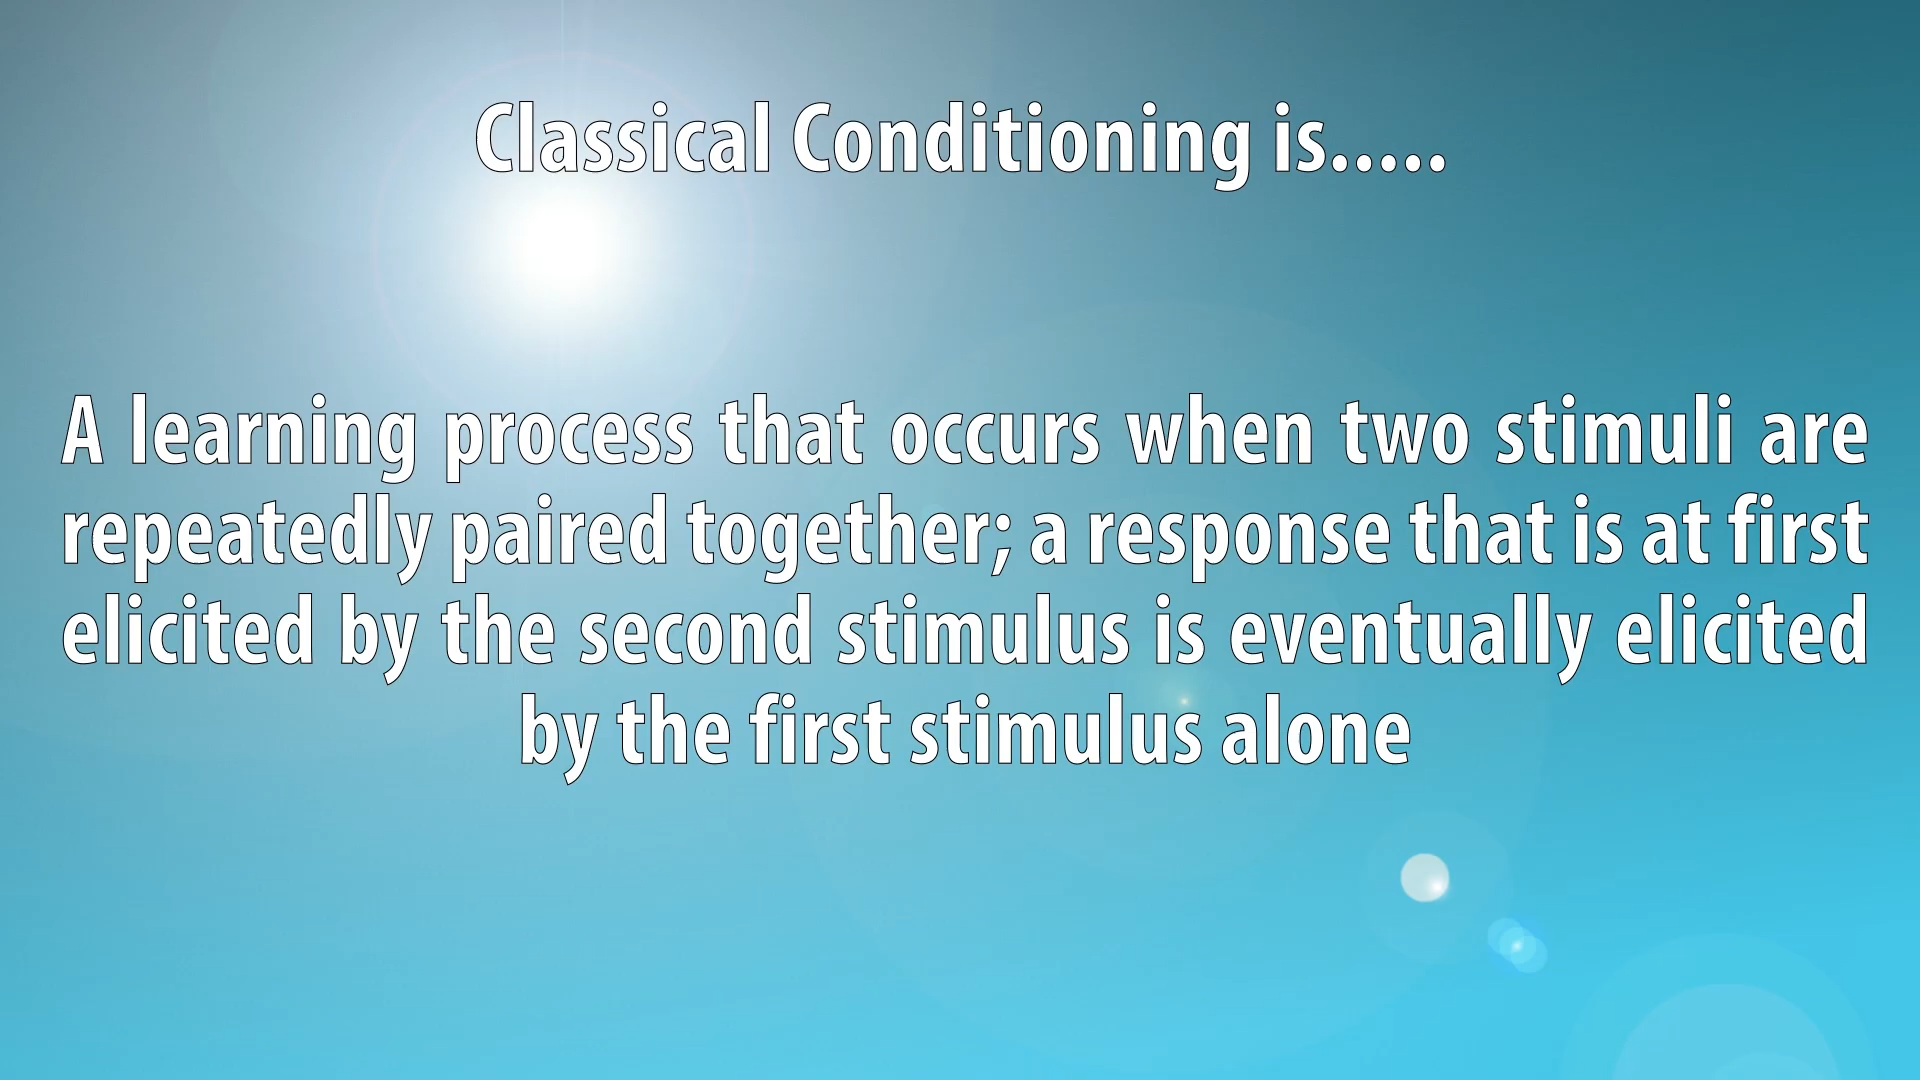 Classical Conditioning is.....
A learning process that occurs when two stimuli are
repeatedly paired together; a response that is at first
elicited by the second stimulus is eventually elicited
by the first stimulus alone